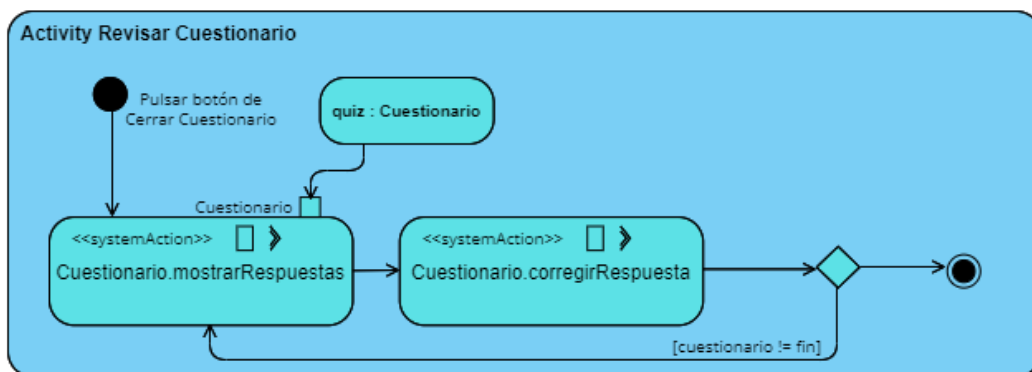 Activity Revisar Cuestionario
Pulsar botón de
Cerrar Cuestionario
quiz : Cuestionario
Cuestionario
<<systemAction>>
Cuestionario.mostrarRespuestas
<<systemAction>>
Cuestionario.corregirRespuesta
[cuestionario != fin]